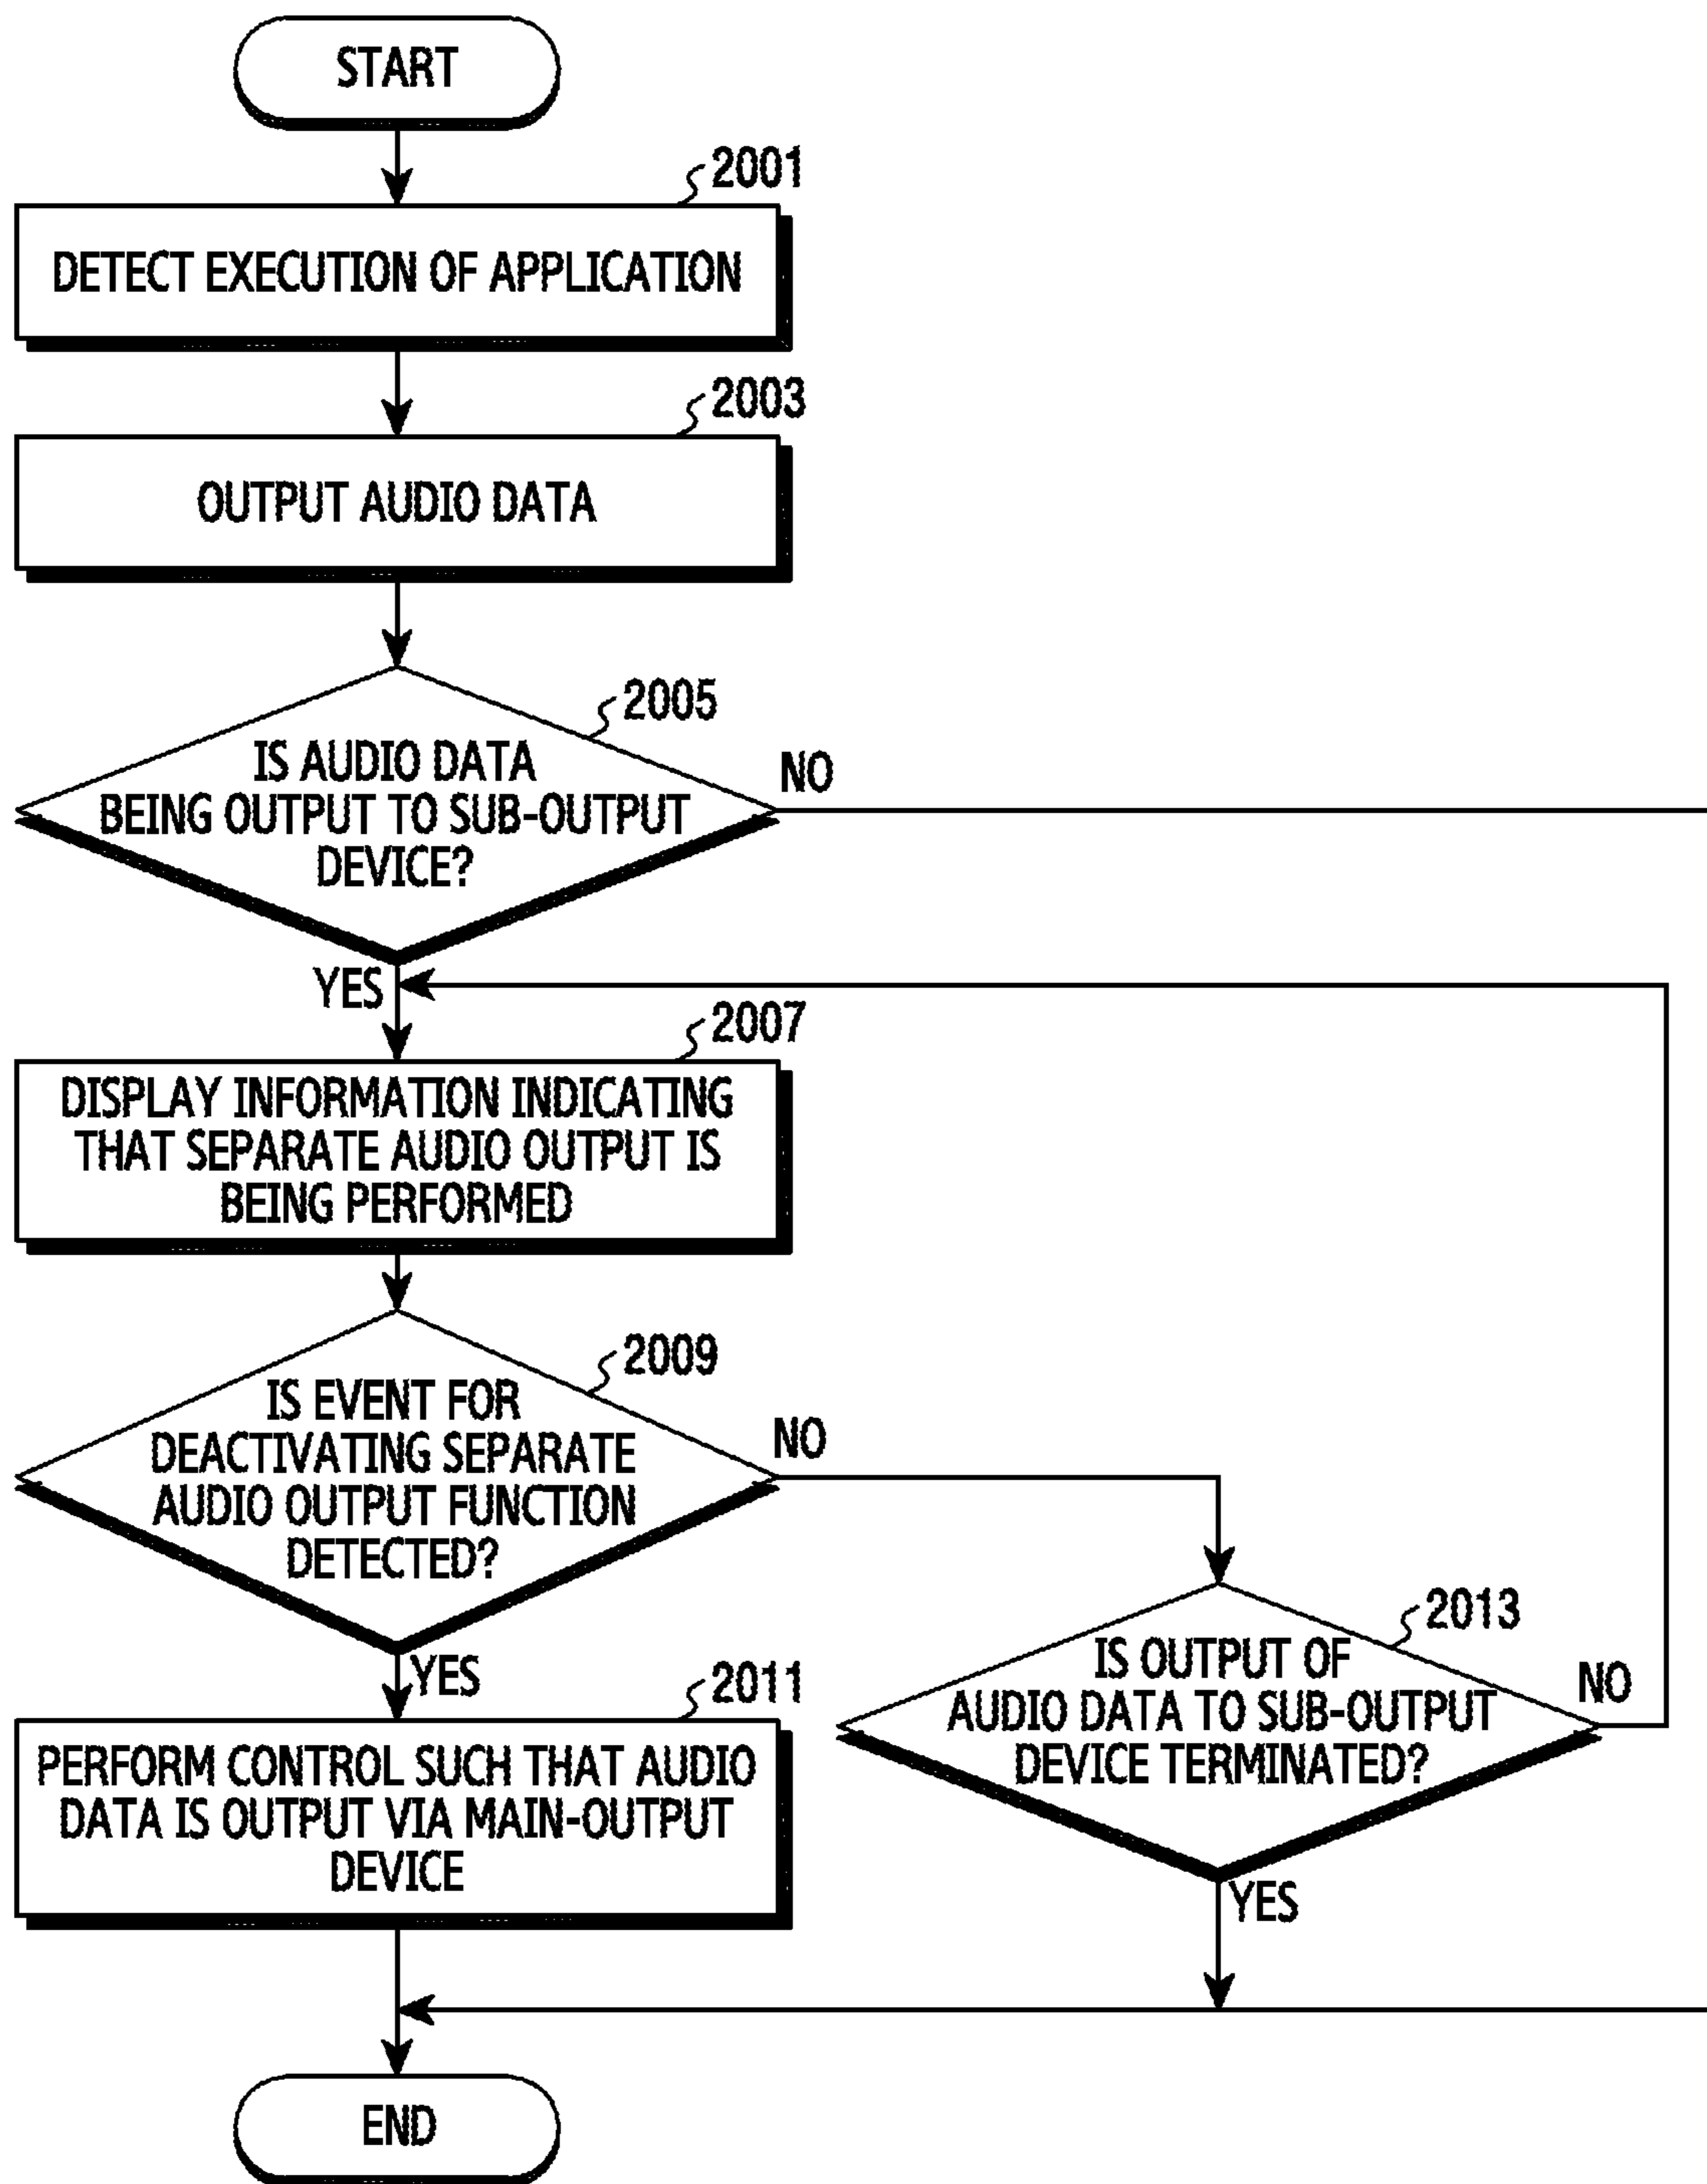 START
2001
DETECT EXECUTION OF APPLICATION
2003
OUTPUT AUDIO DATA
2005
IS AUDIO DATA
BEING OUTPUT TO SUB-OUTPUT
DEVICE?
NO
YES
2007
DISPLAY INFORMATION INDICATING
THAT SEPARATE AUDIO OUTPUT IS
BEING PERFORMED
2009
IS EVENT FOR
DEACTIVATING SEPARATE
AUDIO OUTPUT FUNCTION
DETECTED?
NO
YES
2011
PERFORM CONTROL SUCH THAT AUDIO
DATA IS OUTPUT VIA MAIN-OUTPUT
DEVICE
2013
IS OUTPUT OF
AUDIO DATA TO SUB-OUTPUT
DEVICE TERMINATED?
NO
YES
END